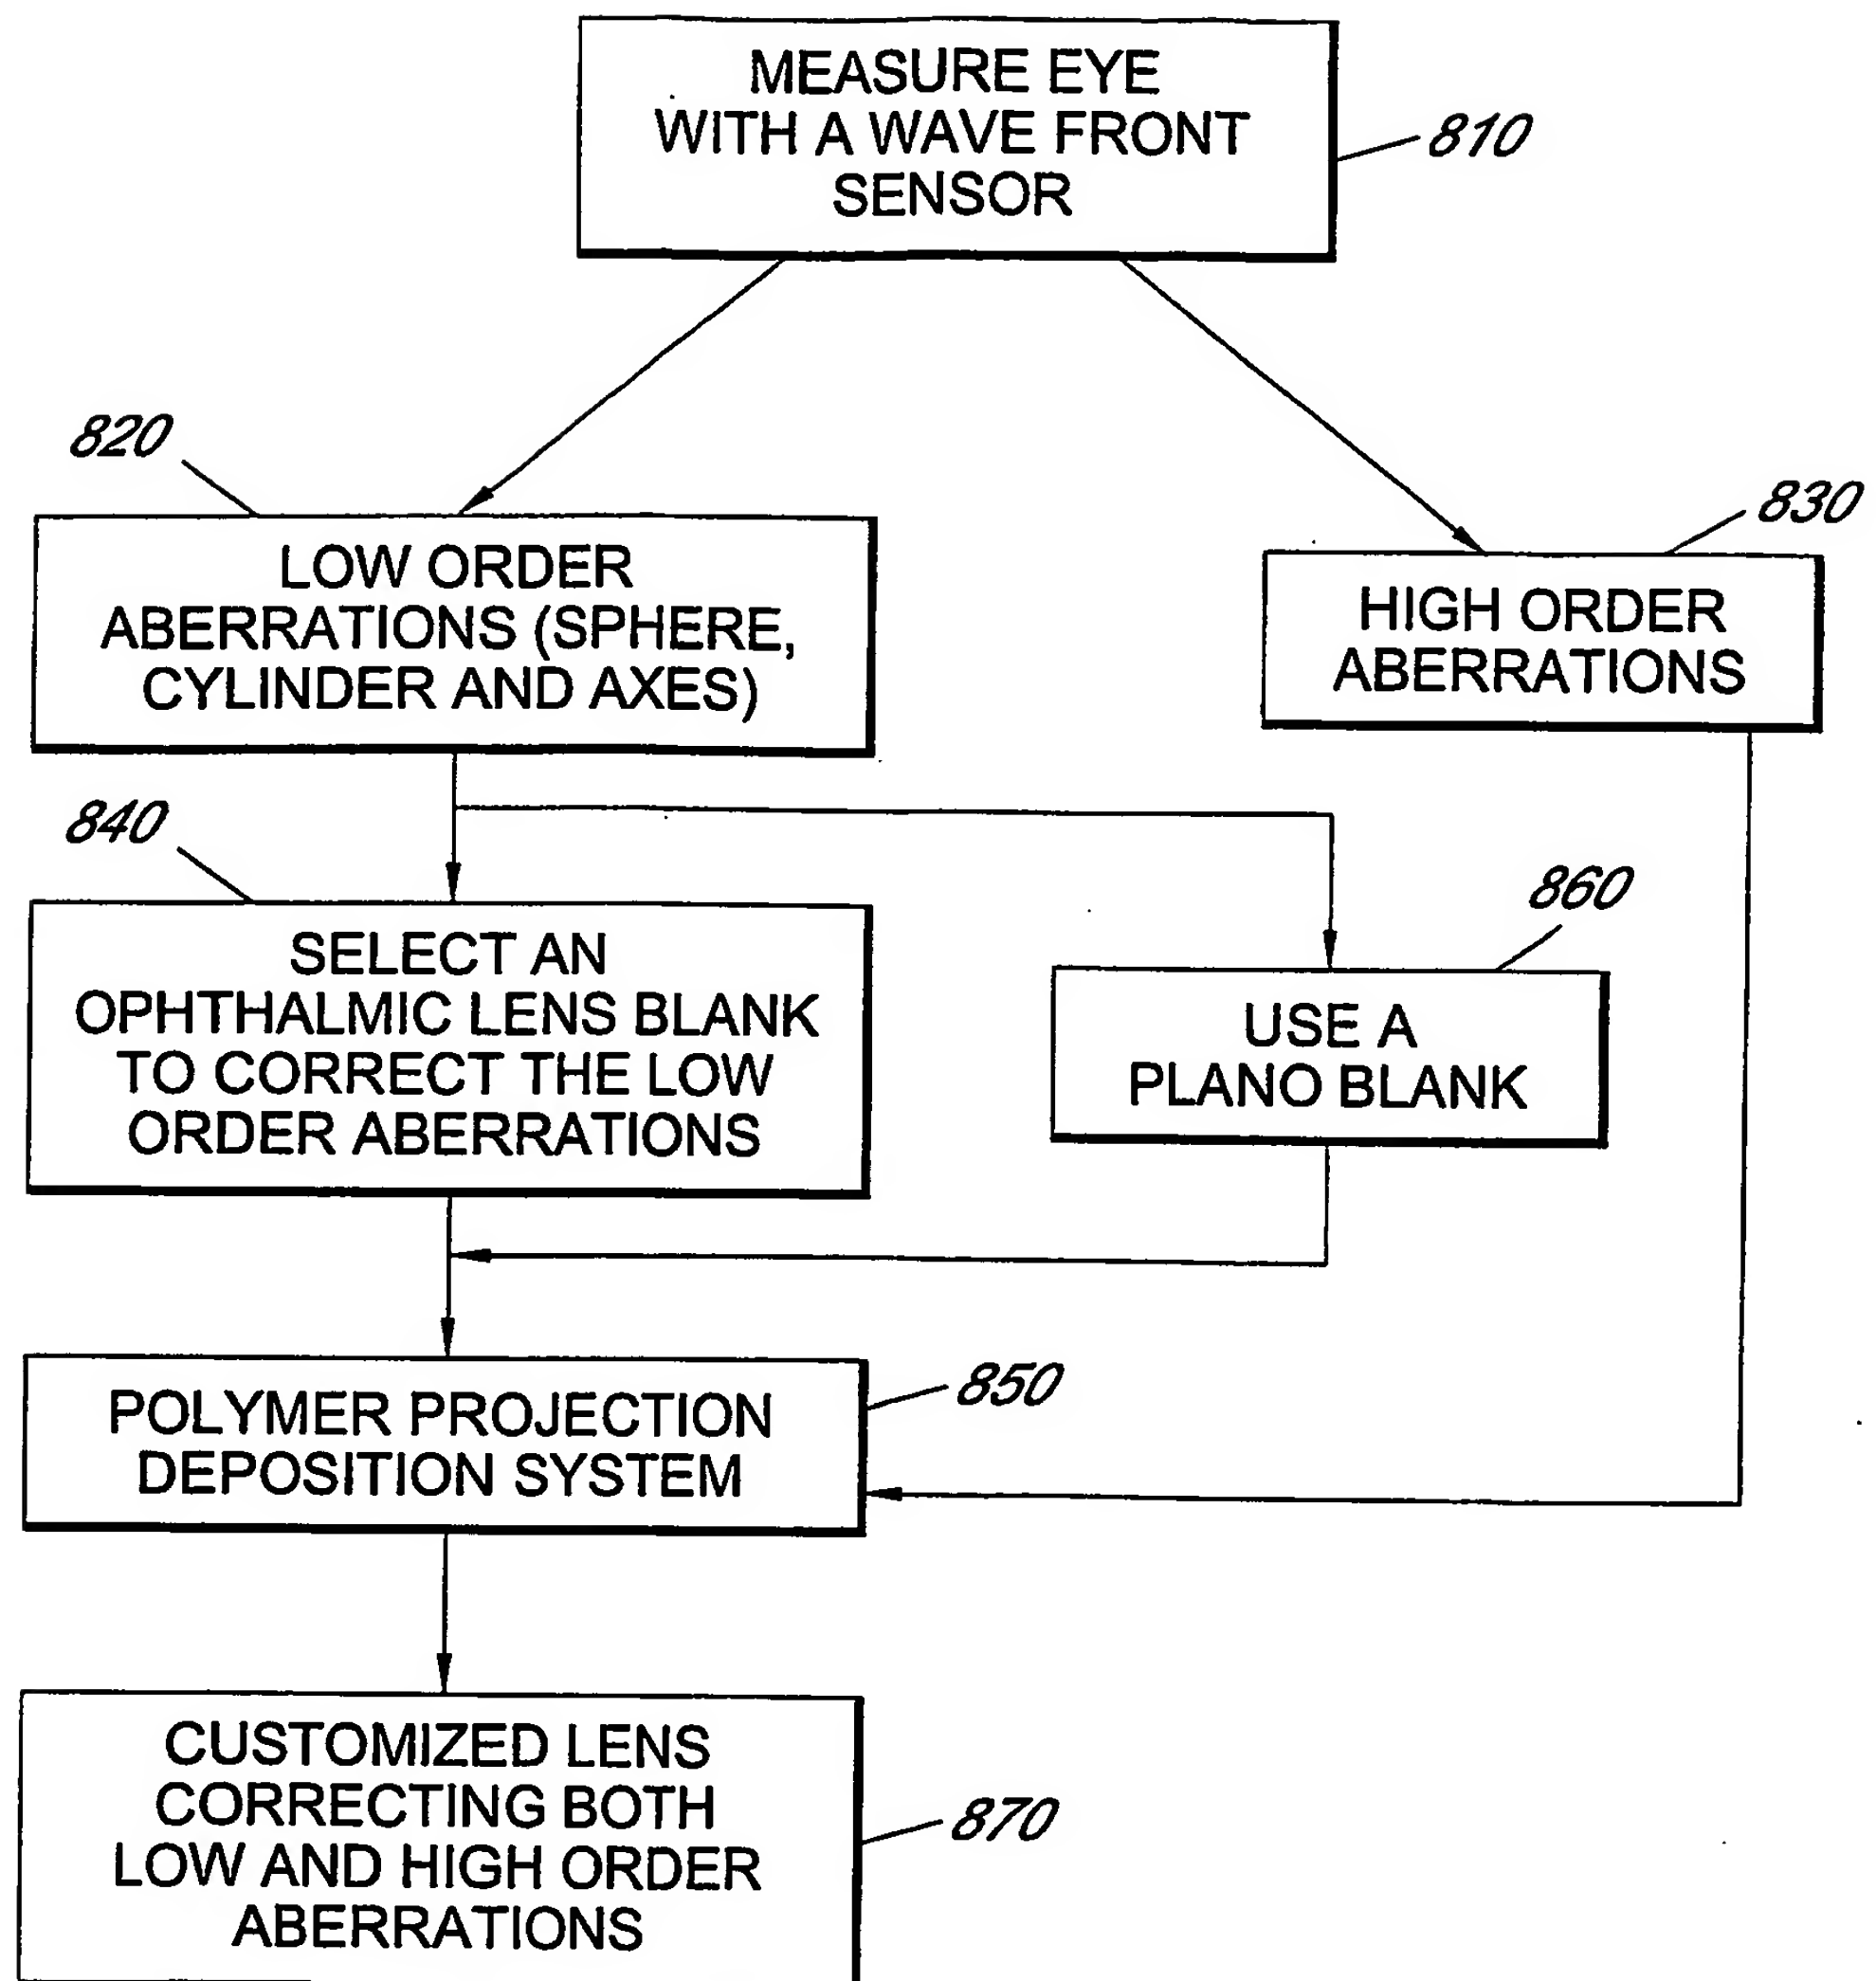 MEASURE EYE
WITH A WAVE FRONT
SENSOR
810
820
LOW ORDER
ABERRATIONS (SPHERE,
CYLINDER AND AXES)
830
HIGH ORDER
ABERRATIONS
840
SELECT AN
OPHTHALMIC LENS BLANK
TO CORRECT THE LOW
ORDER ABERRATIONS
860
USE A
PLANO BLANK
POLYMER PROJECTION
DEPOSITION SYSTEM
850
CUSTOMIZED LENS
CORRECTING BOTH
LOW AND HIGH ORDER
ABERRATIONS
870